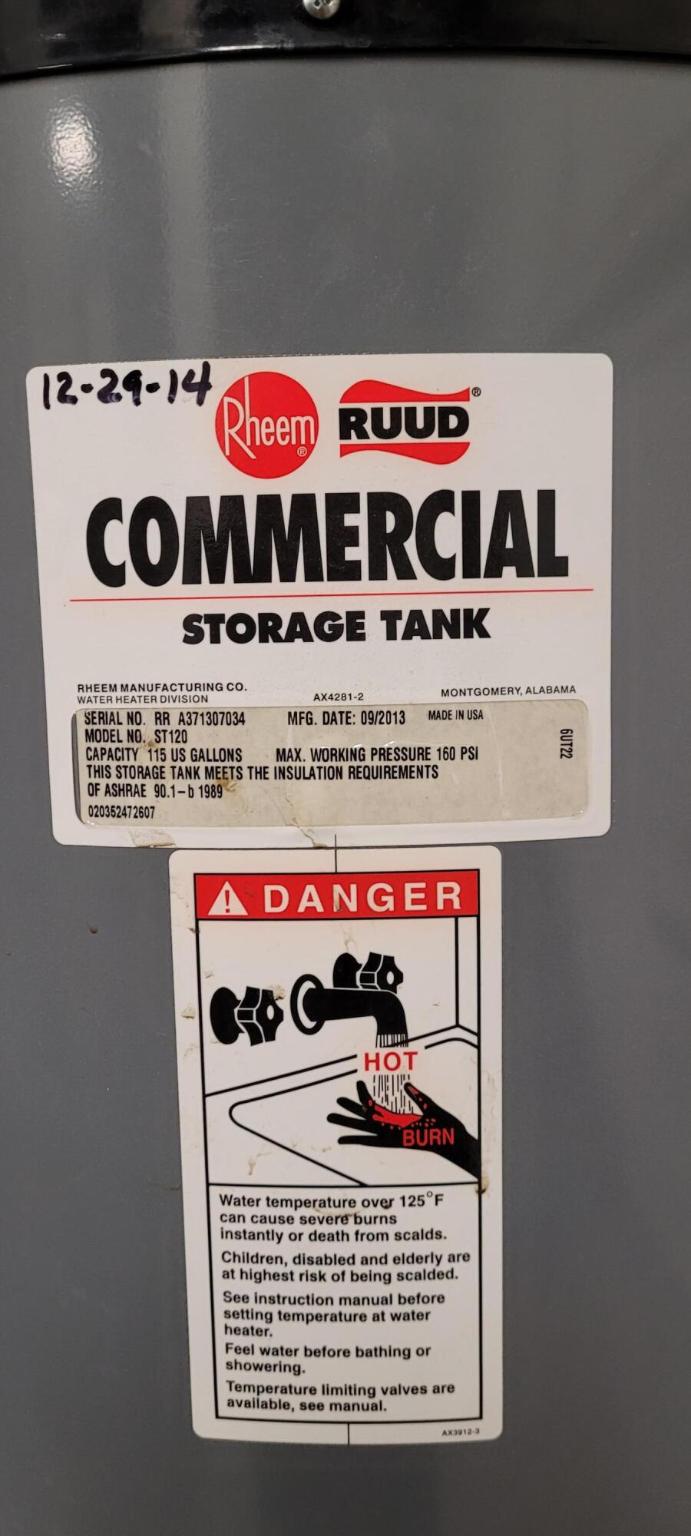 12-29-14
Rheem®
RUUD®
COMMERCIAL
STORAGE TANK
RHEEM MANUFACTURING CO.
WATER HEATER DIVISION
AX4281-2
MONTGOMERY, ALABAMA
SERIAL NO. RR A371307034 MFG. DATE: 09/2013 MADE IN USA
MODEL NO. ST120
CAPACITY 115 US GALLONS MAX. WORKING PRESSURE 160 PSI
THIS STORAGE TANK MEETS THE INSULATION REQUIREMENTS
OF ASHRAE 90.1-b 1989
020352472607
6UT22
DANGER
HOT
BURN
Water temperature over 125°F
can cause severe burns
instantly or death from scalds.
Children, disabled and elderly are
at highest risk of being scalded.
See instruction manual before
setting temperature at water
heater.
Feel water before bathing or
showering.
Temperature limiting valves are
available, see manual.
AX3912-3